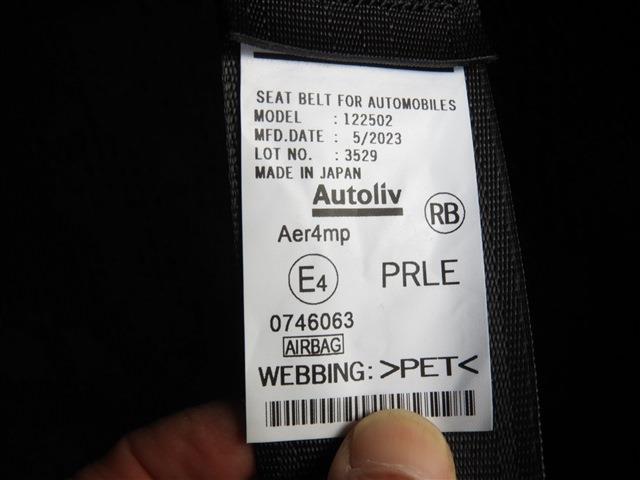 SEAT BELT FOR AUTOMOBILES
MODEL : 122502
MFD.DATE : 5/2023
LOT NO. : 3529
MADE IN JAPAN
Autoliv
RB
Aer4mp
E4 PRLE
0746063
AIRBAG
WEBBING: >PET<